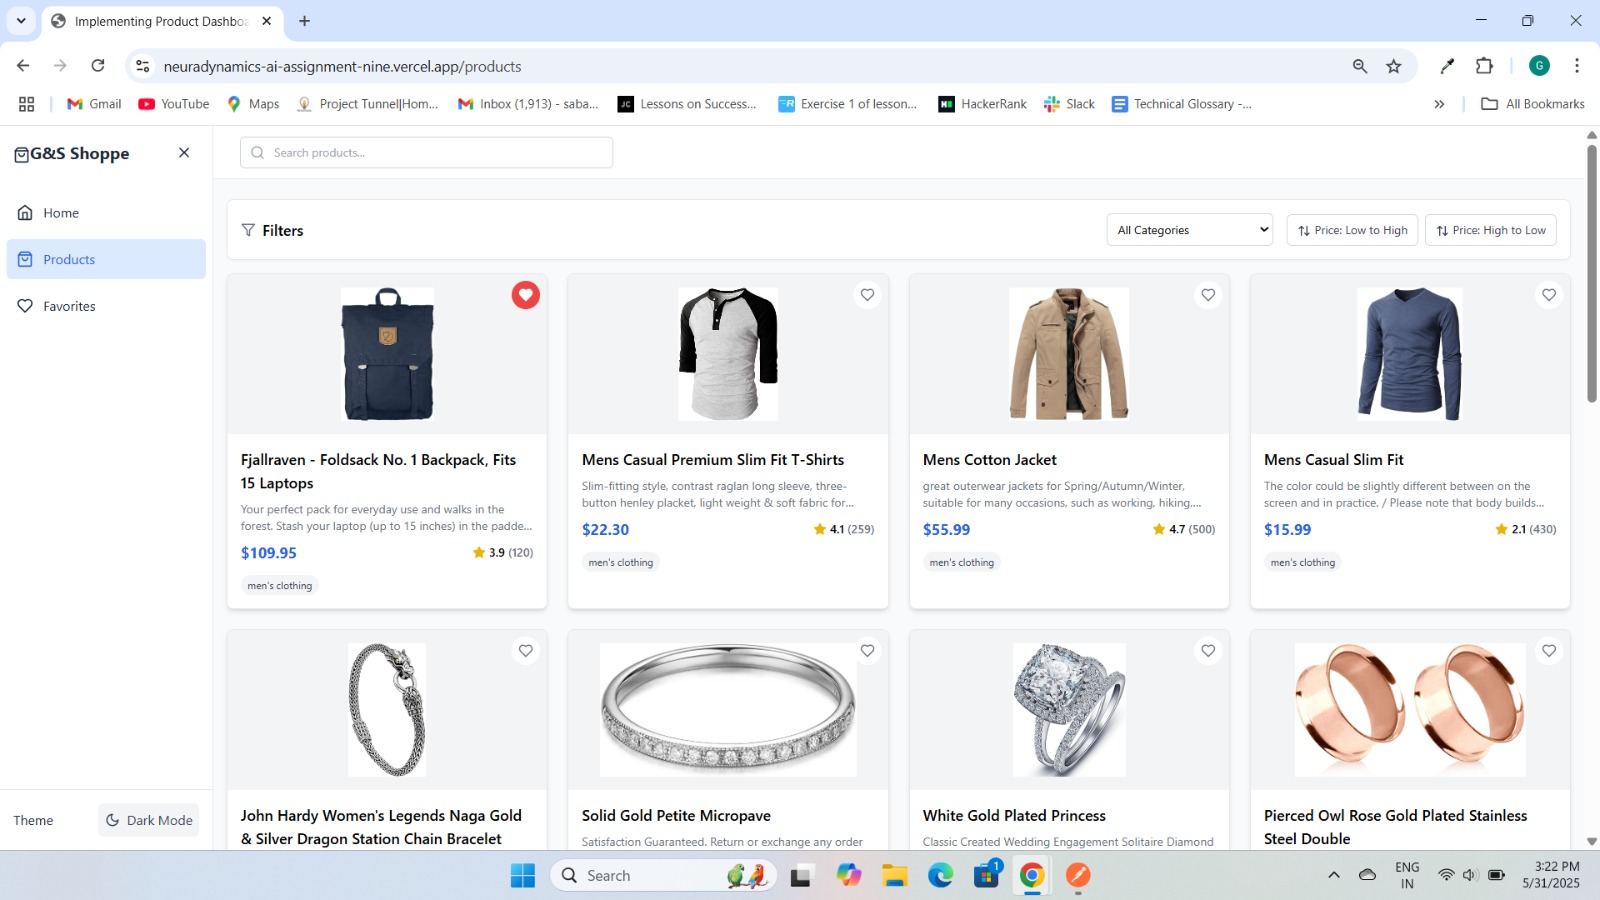 Implementing Product Dashboa
neuradynamics-ai-assignment-nine.vercel.app/products
G
Gmail
YouTube
Maps
Project Tunnel|Hom...
Inbox (1,913) - saba...
JC
Lessons on Success...
Exercise 1 of lesson...
HackerRank
Slack
Technical Glossary -...
All Bookmarks
G&S Shoppe
Search products...
Home
Products
Favorites
Filters
All Categories
Price: Low to High
Price: High to Low
Fjallraven - Foldsack No. 1 Backpack, Fits
15 Laptops
Your perfect pack for everyday use and walks in the
forest. Stash your laptop (up to 15 inches) in the padde...
$109.95
3.9 (120)
men's clothing
Mens Casual Premium Slim Fit T-Shirts
Slim-fitting style, contrast raglan long sleeve, three-
button henley placket, light weight & soft fabric for...
$22.30
4.1 (259)
men's clothing
Mens Cotton Jacket
great outerwear jackets for Spring/Autumn/Winter,
suitable for many occasions, such as working, hiking,...
$55.99
4.7 (500)
men's clothing
Mens Casual Slim Fit
The color could be slightly different between on the
screen and in practice. / Please note that body builds...
$15.99
2.1 (430)
men's clothing
John Hardy Women's Legends Naga Gold
& Silver Dragon Station Chain Bracelet
Solid Gold Petite Micropave
Satisfaction Guaranteed. Return or exchange any order
White Gold Plated Princess
Classic Created Wedding Engagement Solitaire Diamond
Pierced Owl Rose Gold Plated Stainless
Steel Double
Theme
Dark Mode
Search
1
ENG
IN
3:22 PM
5/31/2025